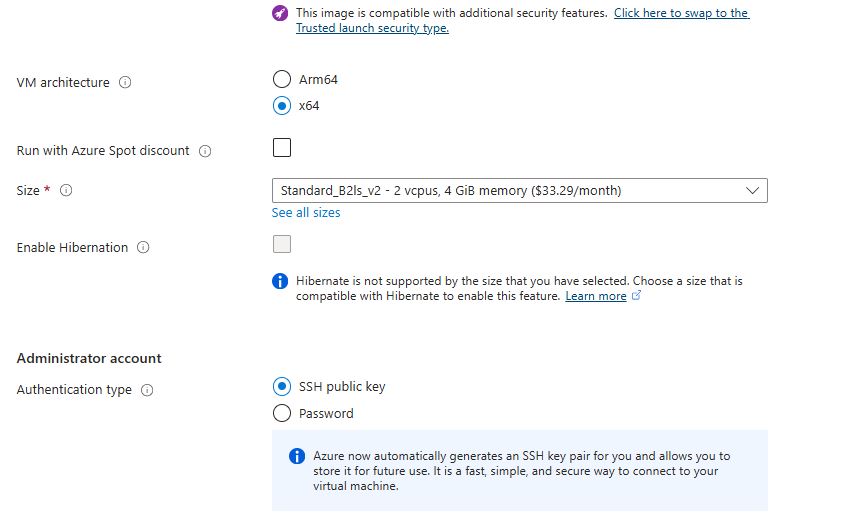 This image is compatible with additional security features. Click here to swap to the
Trusted launch security type.
VM architecture
Arm64
x64
Run with Azure Spot discount
Size *
Standard_B2ls_v2 - 2 vcpus, 4 GiB memory ($33.29/month)
See all sizes
Enable Hibernation
Hibernate is not supported by the size that you have selected. Choose a size that is
compatible with Hibernate to enable this feature. Learn more
Administrator account
Authentication type
SSH public key
Password
Azure now automatically generates an SSH key pair for you and allows you to
store it for future use. It is a fast, simple, and secure way to connect to your
virtual machine.